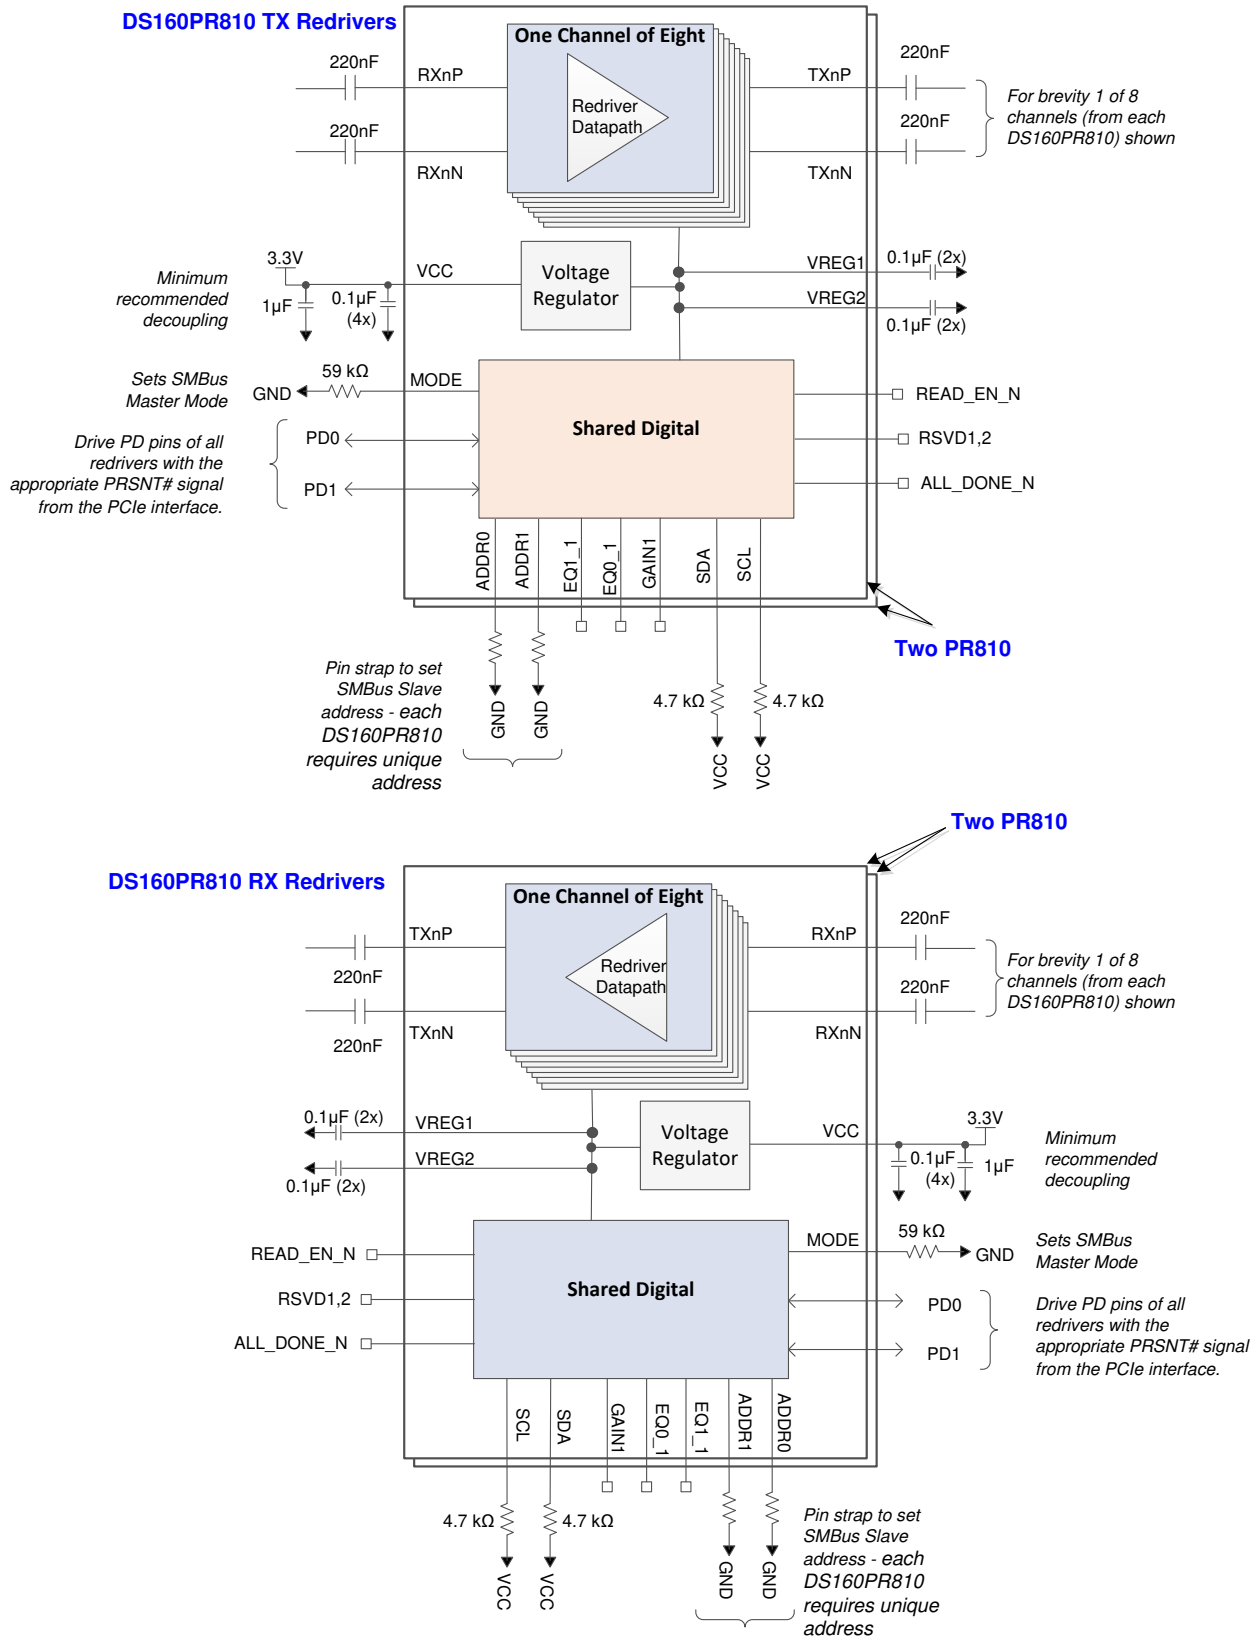 DS160PR810 TX Redrivers
One Channel of Eight
220nF
RXnP
TXnP
220nF
Redriver
Datapath
For brevity 1 of 8
channels (from each
DS160PR810) shown
220nF
RXnN
TXnN
220nF
3.3V
VCC
Voltage
Regulator
VREG1
0.1µF (2x)
Minimum
recommended
decoupling
1µF
0.1µF
(4x)
VREG2
0.1µF (2x)
Sets SMBus
Master Mode
GND
59 kΩ
MODE
READ_EN_N
Drive PD pins of all
redrivers with the
appropriate PRSNT# signal
from the PCIe interface.
PD0
PD1
Shared Digital
RSVD1,2
ALL_DONE_N
ADDR0
ADDR1
EQ1_1
EQ0_1
GAIN1
SDA
SCL
Two PR810
Pin strap to set
SMBus Slave
address - each
DS160PR810
requires unique
address
GND
GND
4.7 kΩ
4.7 kΩ
VCC
VCC
Two PR810
DS160PR810 RX Redrivers
One Channel of Eight
TXnP
220nF
RXnP
220nF
Redriver
Datapath
For brevity 1 of 8
channels (from each
DS160PR810) shown
TXnN
220nF
RXnN
220nF
0.1µF (2x)
VREG1
VREG2
0.1µF (2x)
Voltage
Regulator
VCC
3.3V
0.1µF
(4x)
1µF
Minimum
recommended
decoupling
READ_EN_N
RSVD1,2
ALL_DONE_N
Shared Digital
MODE
59 kΩ
GND
Sets SMBus
Master Mode
PD0
PD1
Drive PD pins of all
redrivers with the
appropriate PRSNT# signal
from the PCIe interface.
SCL
SDA
GAIN1
EQ0_1
EQ1_1
ADDR1
ADDR0
4.7 kΩ
4.7 kΩ
VCC
VCC
GND
GND
Pin strap to set
SMBus Slave
address - each
DS160PR810
requires unique
address